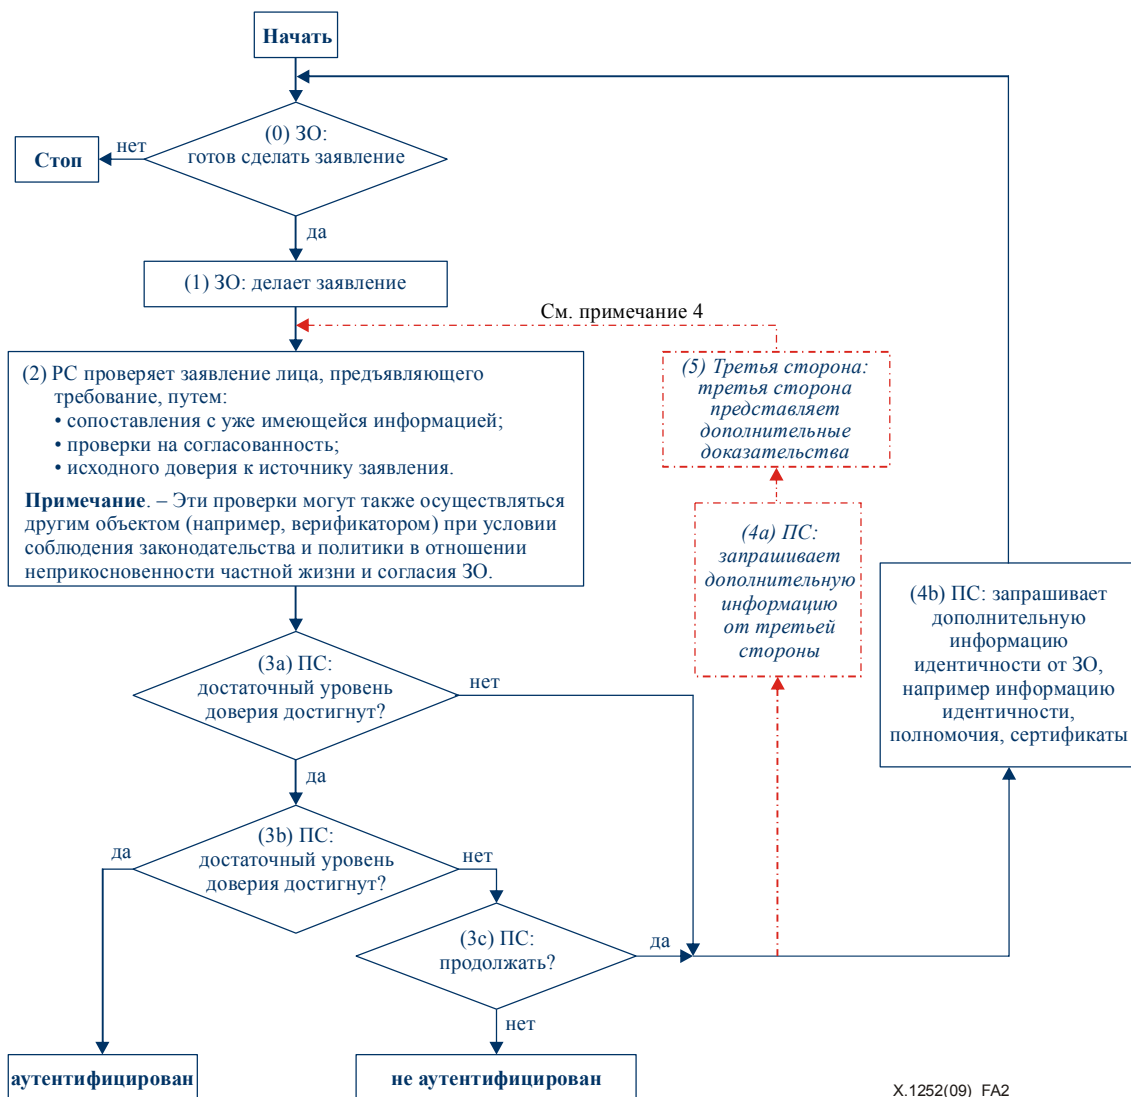 Начать
(0) ЗО:
готов сделать заявление
нет
Стоп
да
(1) ЗО: делает заявление
См. примечание 4
(2) РС проверяет заявление лица, предъявляющего
требование, путем:
• сопоставления с уже имеющейся информацией;
• проверки на согласованность;
• исходного доверия к источнику заявления.
Примечание. – Эти проверки могут также осуществляться
другим объектом (например, верификатором) при условии
соблюдения законодательства и политики в отношении
неприкосновенности частной жизни и согласия ЗО.
(5) Третья сторона:
третья сторона
представляет
дополнительные
доказательства
(4a) ПС:
запрашивает
дополнительную
информацию
от третьей
стороны
(4b) ПС: запрашивает
дополнительную
информацию
идентичности от ЗО,
например информацию
идентичности,
полномочия, сертификаты
(3a) ПС:
достаточный уровень
доверия достигнут?
нет
да
(3b) ПС:
достаточный уровень
доверия достигнут?
да
нет
(3c) ПС:
продолжать?
да
нет
аутентифицирован
не аутентифицирован
X.1252(09)_FA2